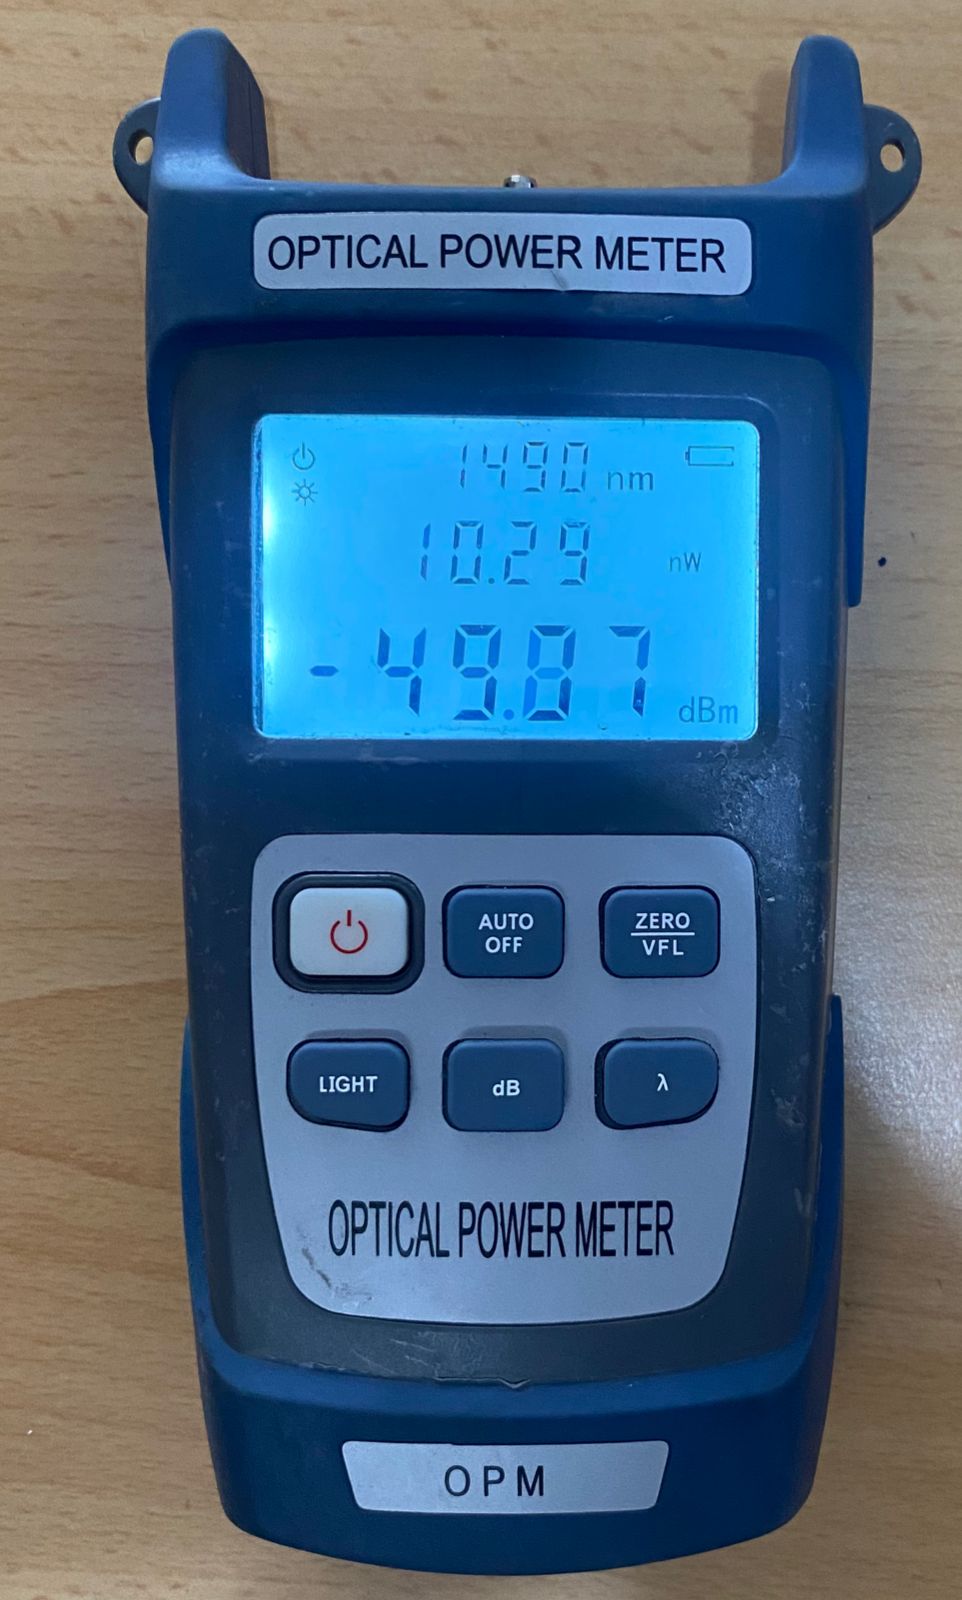 OPTICAL POWER METER
1490 nm
10.29 nW
-49.87 dBm
AUTO OFF
ZERO
VFL
LIGHT
dB
λ
OPTICAL POWER METER
OPM